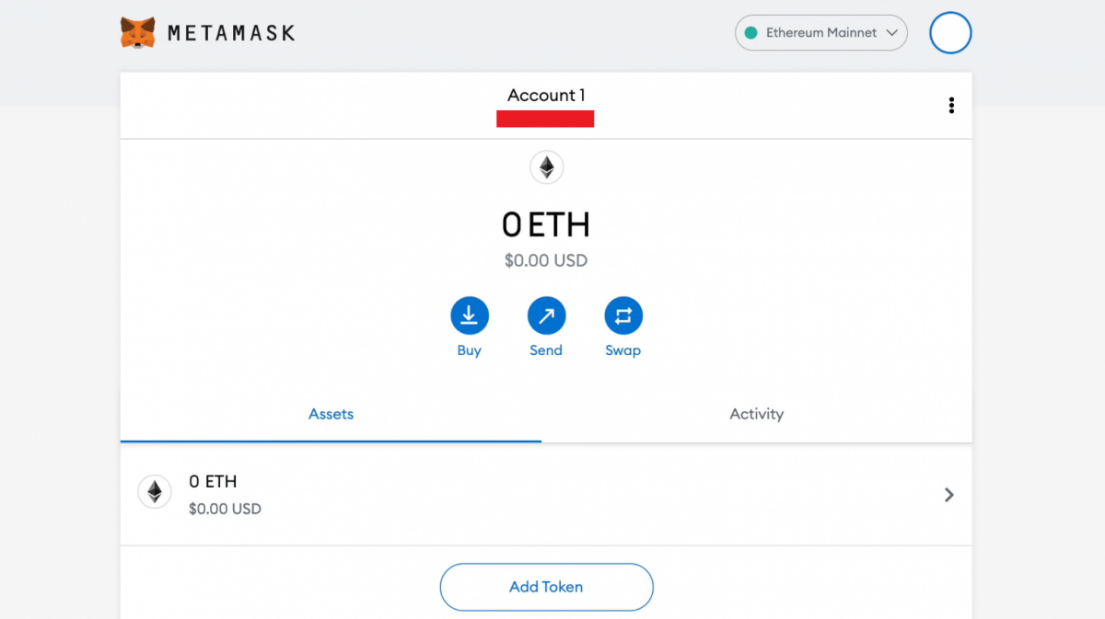 METAMASK
Ethereum Mainnet
Account 1
0 ETH
$0.00 USD
Buy Send Swap
Assets Activity
0 ETH
$0.00 USD
Add Token